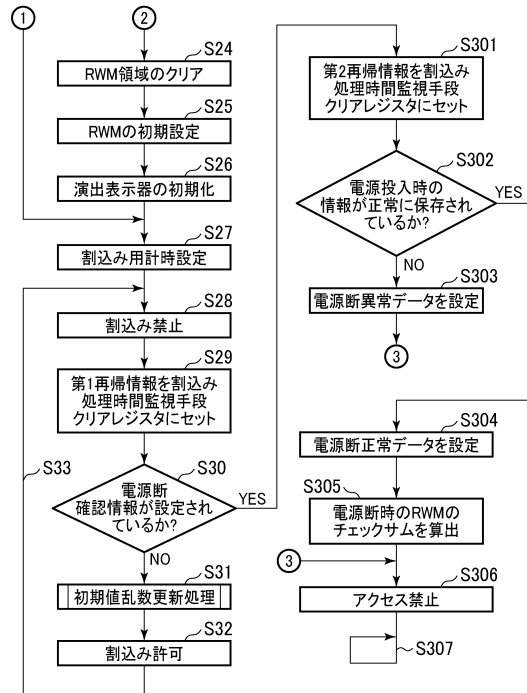 ①
②
S24
RWM領域のクリア
S25
RWMの初期設定
S26
演出表示器の初期化
S27
割込み用計時設定
S28
割込み禁止
S29
第1再帰情報を割込み
処理時間監視手段
クリアレジスタにセット
S33
S30
電源断
確認情報が設定され
ているか?
YES
NO
S31
初期値乱数更新処理
S32
割込み許可
S301
第2再帰情報を割込み
処理時間監視手段
クリアレジスタにセット
S302
電源投入時の
情報が正常に保存され
ているか?
YES
NO
S303
電源断異常データを設定
③
S304
電源断正常データを設定
S305
電源断時のRWMの
チェックサムを算出
③
S306
アクセス禁止
S307